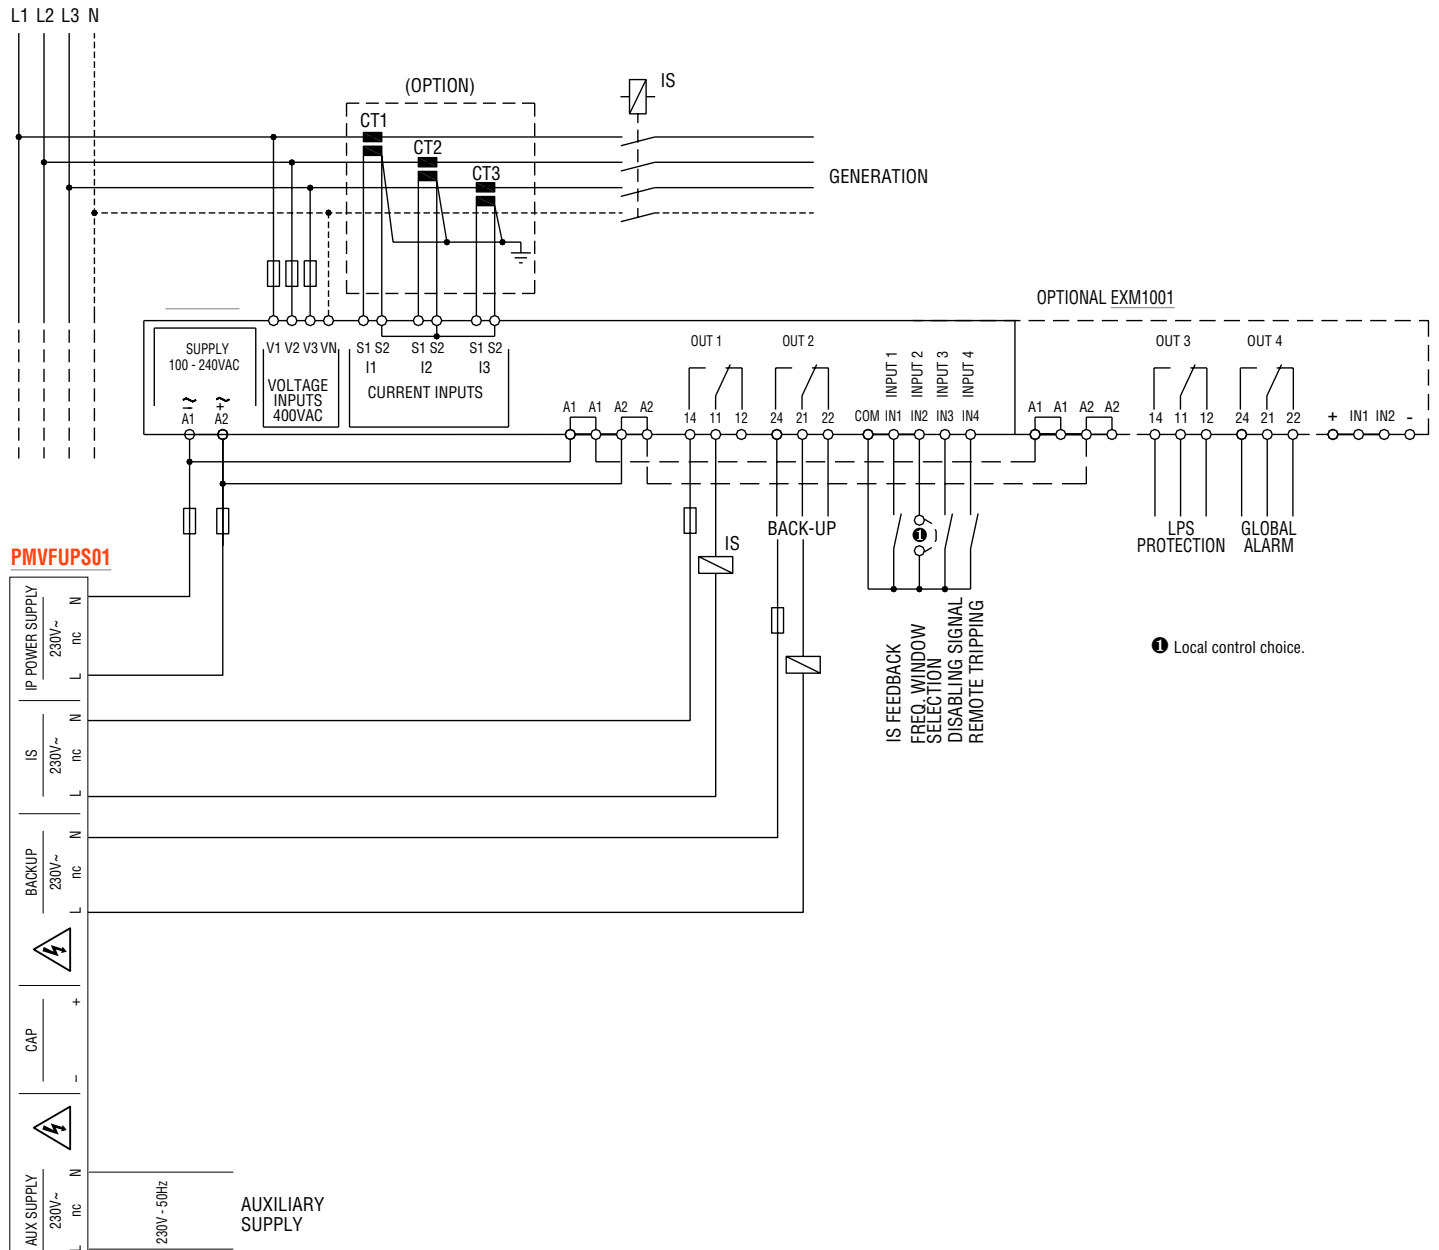 L1 L2 L3 N
(OPTION)
IS
CT1
CT2
CT3
GENERATION
OPTIONAL EXM1001
SUPPLY
100 - 240VAC
~ ~
- +
A1 A2
V1 V2 V3 VN
VOLTAGE
INPUTS
400VAC
S1 S2 S1 S2 S1 S2
I1 I2 I3
CURRENT INPUTS
A1 A1 A2 A2
OUT 1
14 11 12
OUT 2
24 21 22
INPUT 1
INPUT 2
INPUT 3
INPUT 4
COM IN1 IN2 IN3 IN4
A1 A1 A2 A2
OUT 3
14 11 12
OUT 4
24 21 22
+ IN1 IN2 -
BACK-UP
IS
1
LPS
PROTECTION
GLOBAL
ALARM
IS FEEDBACK
FREQ. WINDOW
SELECTION
DISABLING SIGNAL
REMOTE TRIPPING
1 Local control choice.
PMVFUPS01
IP POWER SUPPLY
230V~
L nc N
IS
230V~
L nc N
BACKUP
230V~
L nc N
CAP
- +
AUX SUPPLY
230V~
L nc N
230V - 50Hz
AUXILIARY
SUPPLY